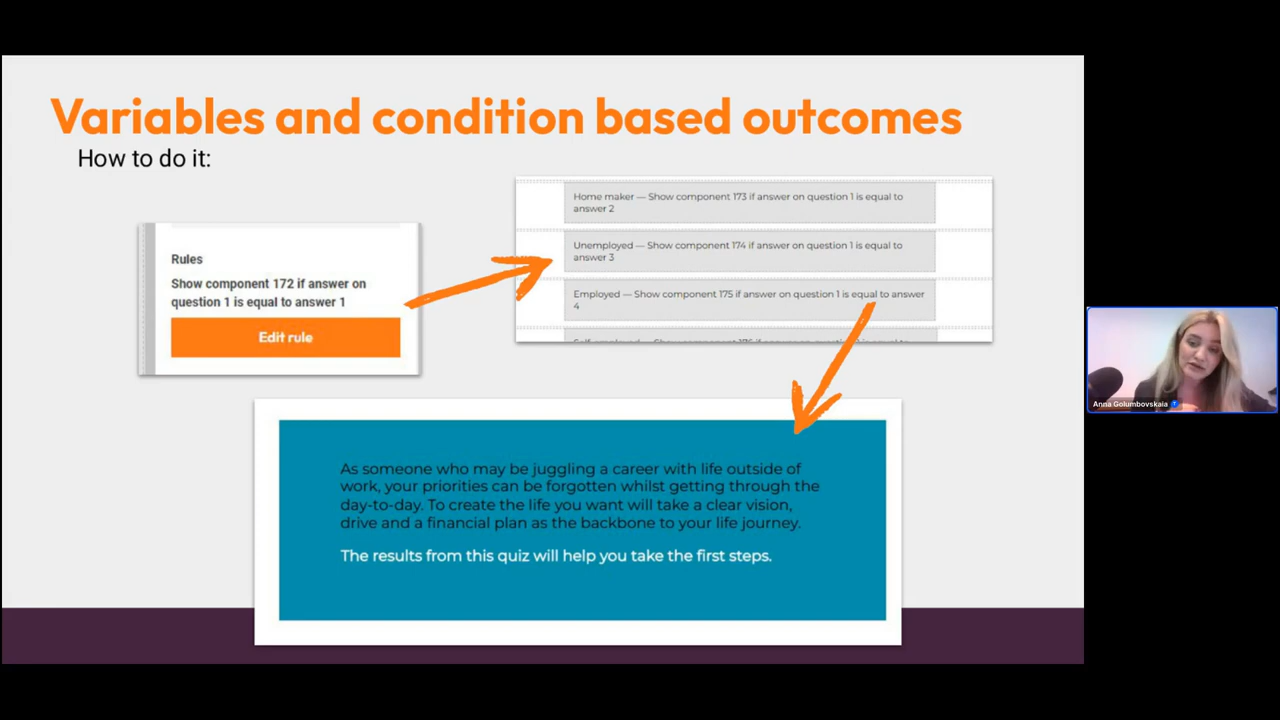 Variables and condition based outcomes
How to do it:
Rules
Show component 172 if answer on
question 1 is equal to answer 1
Edit rule
Home maker — Show component 173 if answer on question 1 is equal to
answer 2
Unemployed — Show component 174 if answer on question 1 is equal to
answer 3
Employed — Show component 175 if answer on question 1 is equal to answer
4
As someone who may be juggling a career with life outside of
work, your priorities can be forgotten whilst getting through the
day-to-day. To create the life you want will take a clear vision,
drive and a financial plan as the backbone to your life journey.
The results from this quiz will help you take the first steps.
Anna Golumbovskaia